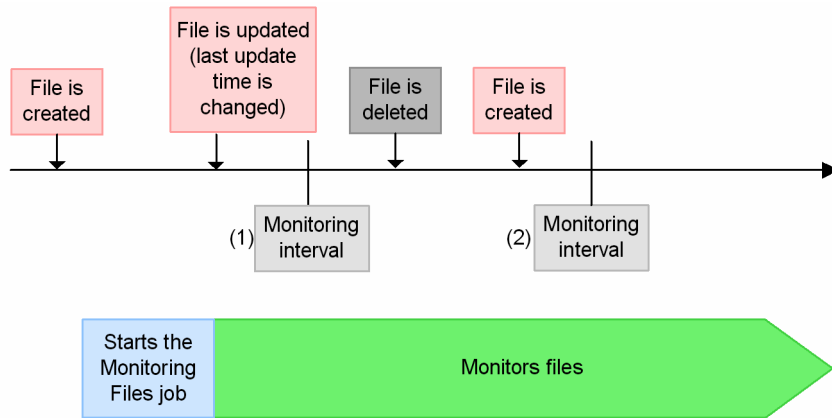 File is updated
(last update
time is
changed)
File is
created
File is
deleted
File is
created
(1)
Monitoring
interval
(2)
Monitoring
interval
Starts the
Monitoring
Files job
Monitors files